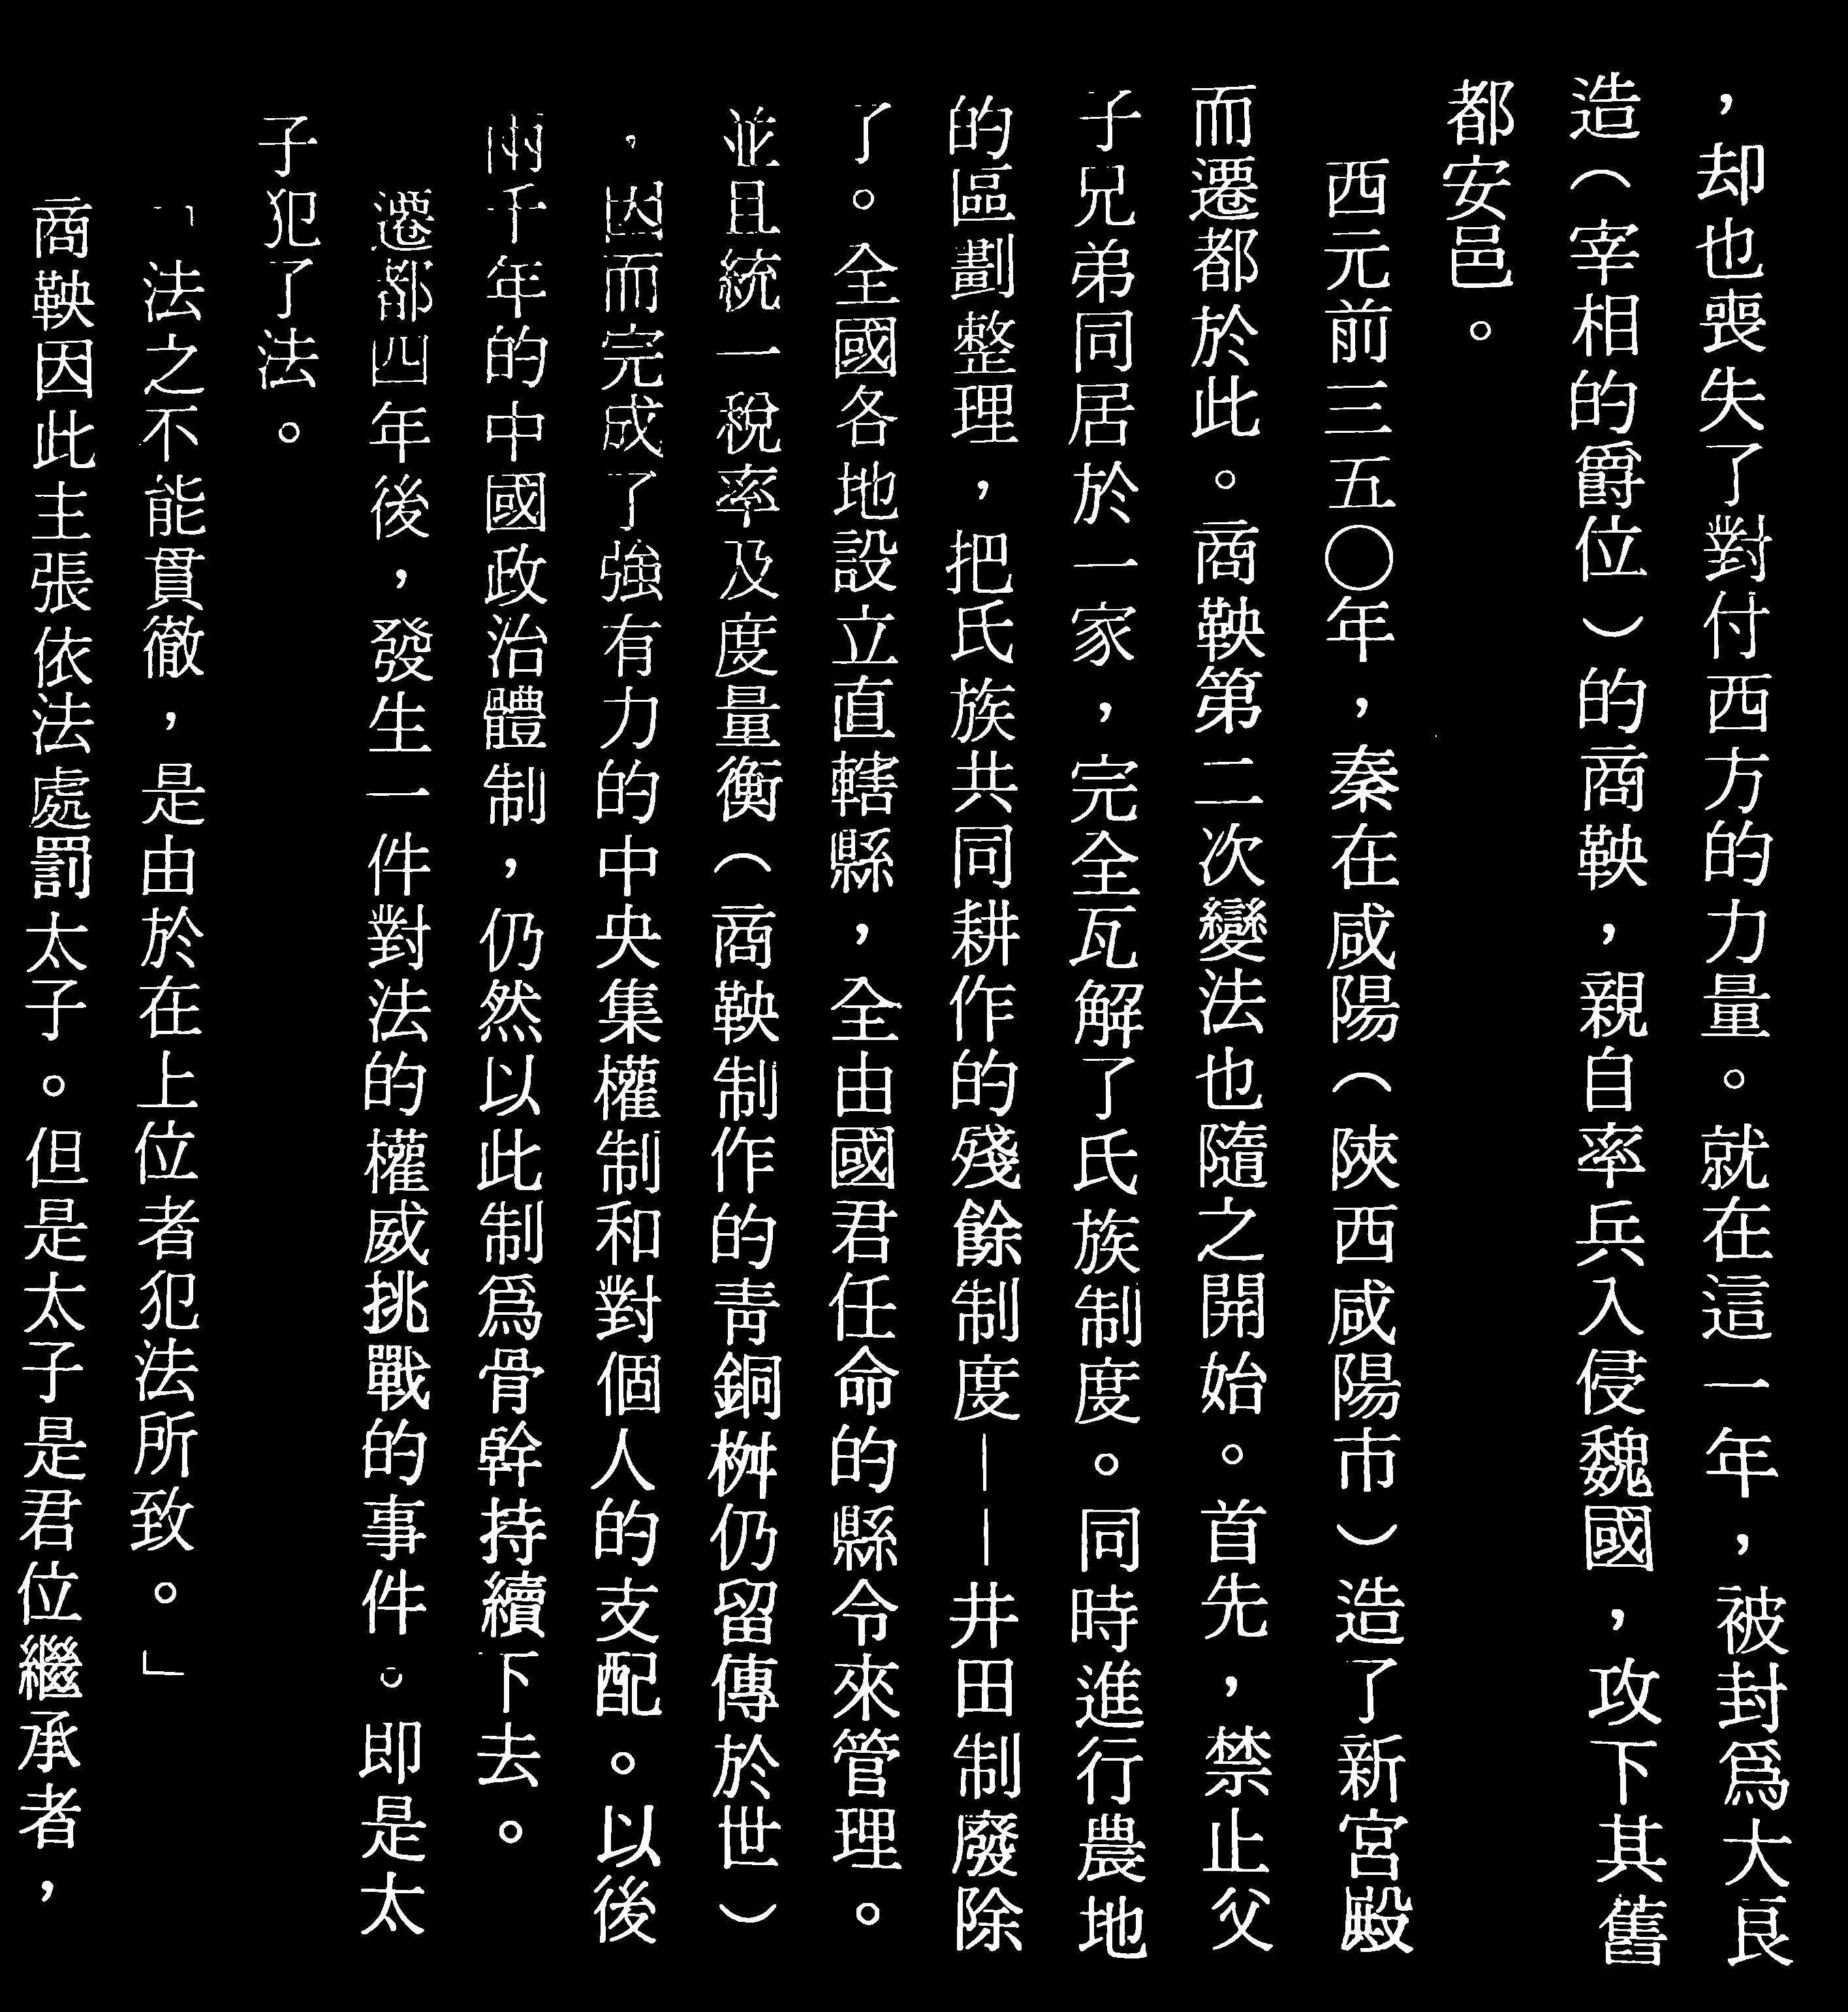 ，却也喪失了對付西方的力量。就在這一年，被封爲大良
造（宰相的爵位）的商鞅，親自率兵入侵魏國，攻下其舊
都安邑。
西元前三五〇年，秦在咸陽（陝西咸陽市）造了新宮殿
而遷都於此。商鞅第二次變法也隨之開始。首先，禁止父
子兄弟同居於一家，完全瓦解了氏族制度。同時進行農地
的區劃整理，把氏族共同耕作的殘餘制度——井田制廢除
了。全國各地設立直轄縣，全由國君任命的縣令來管理。
並且統一稅率及度量衡（商鞅制作的靑銅桝仍留傳於世）
，因而完成了強有力的中央集權制和對個人的支配。以後
兩千年的中國政治體制，仍然以此制爲骨幹持續下去。
遷都四年後，發生一件對法的權威挑戰的事件。即是太
子犯了法。
「法之不能貫徹，是由於在上位者犯法所致。」
商鞅因此主張依法處罰太子。但是太子是君位繼承者，